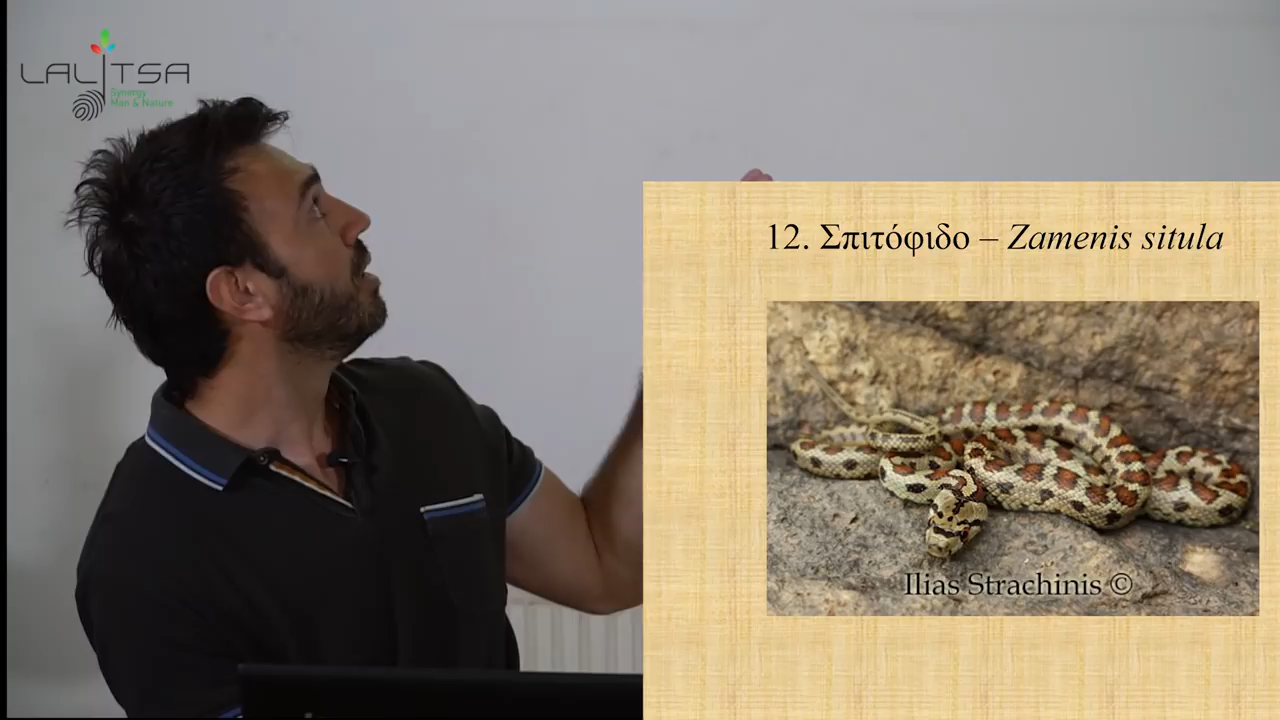 LALITSA
Synergy
Man & Nature
12. Σπιτόφιδο – Zamenis situla
Ilias Strachinis ©